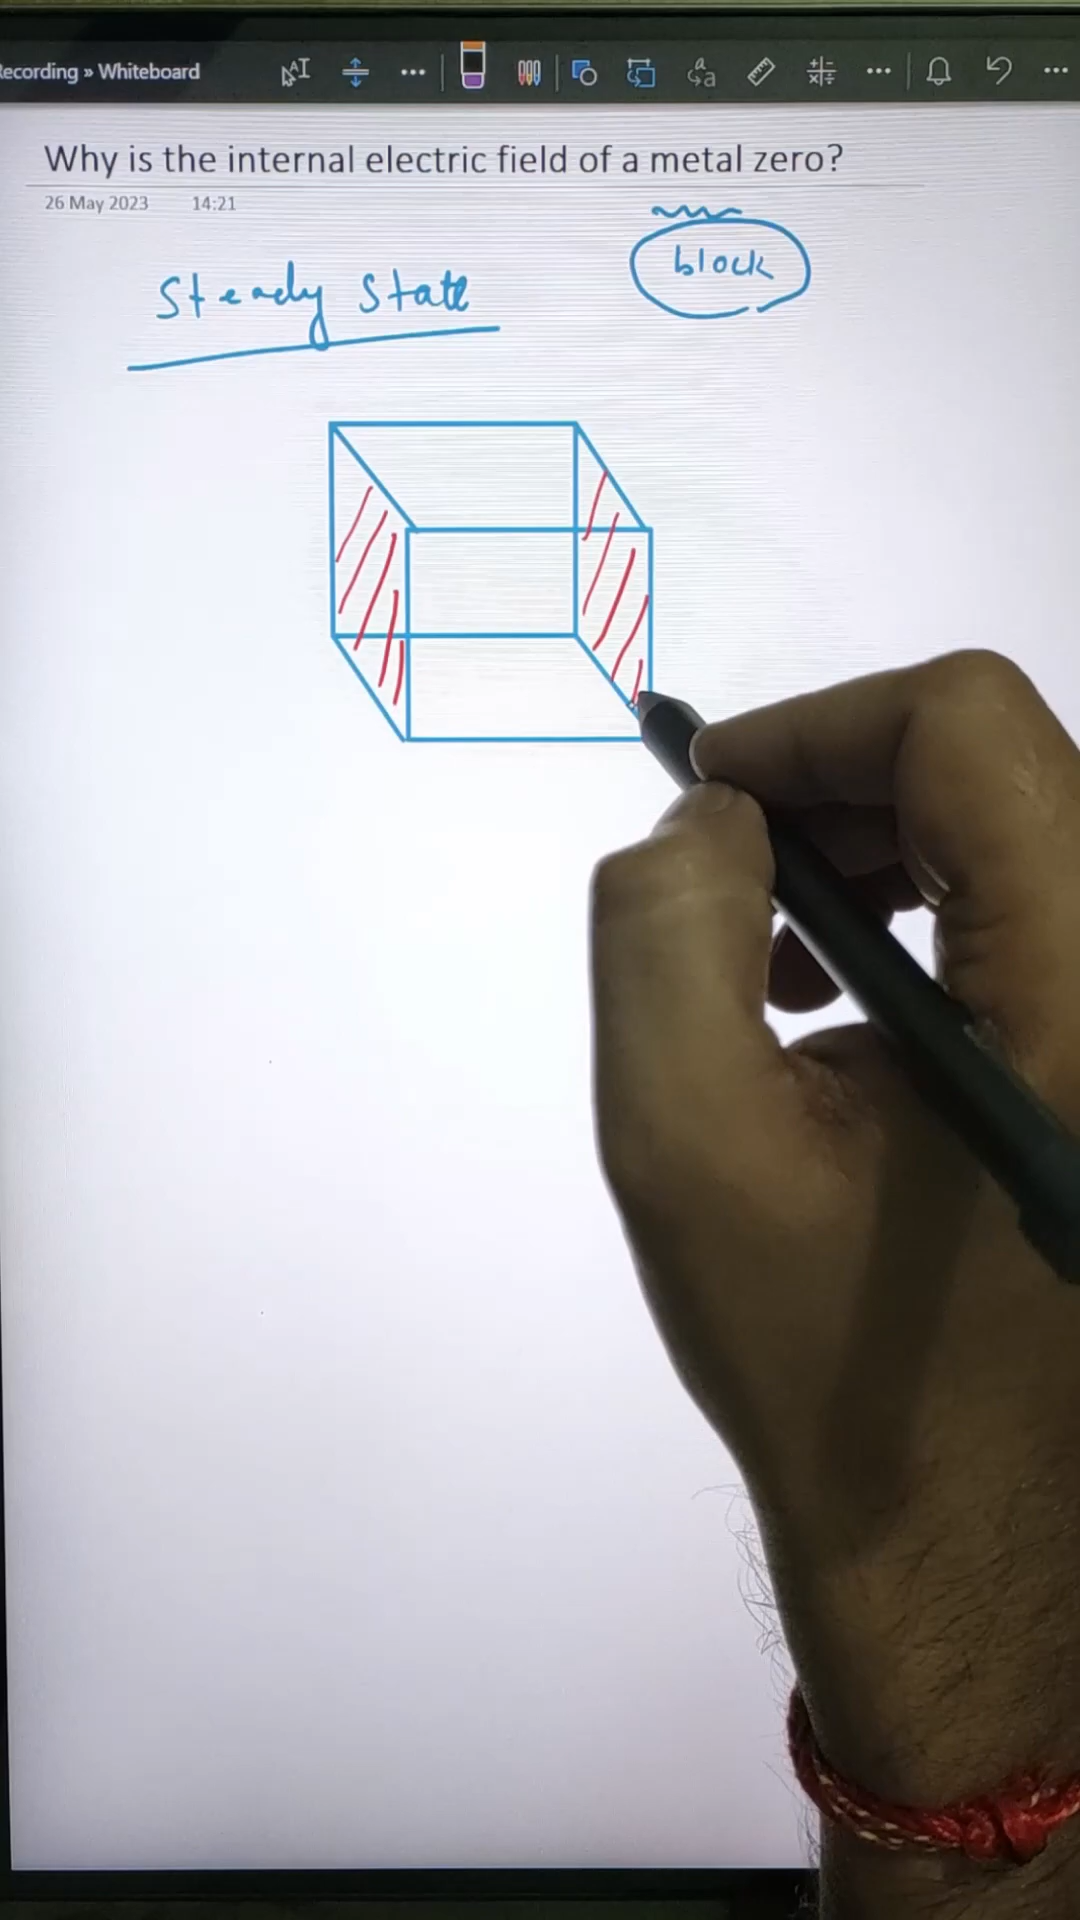 Recording » Whiteboard
Why is the internal electric field of a metal zero?
26 May 2023 14:21
block
Steady State